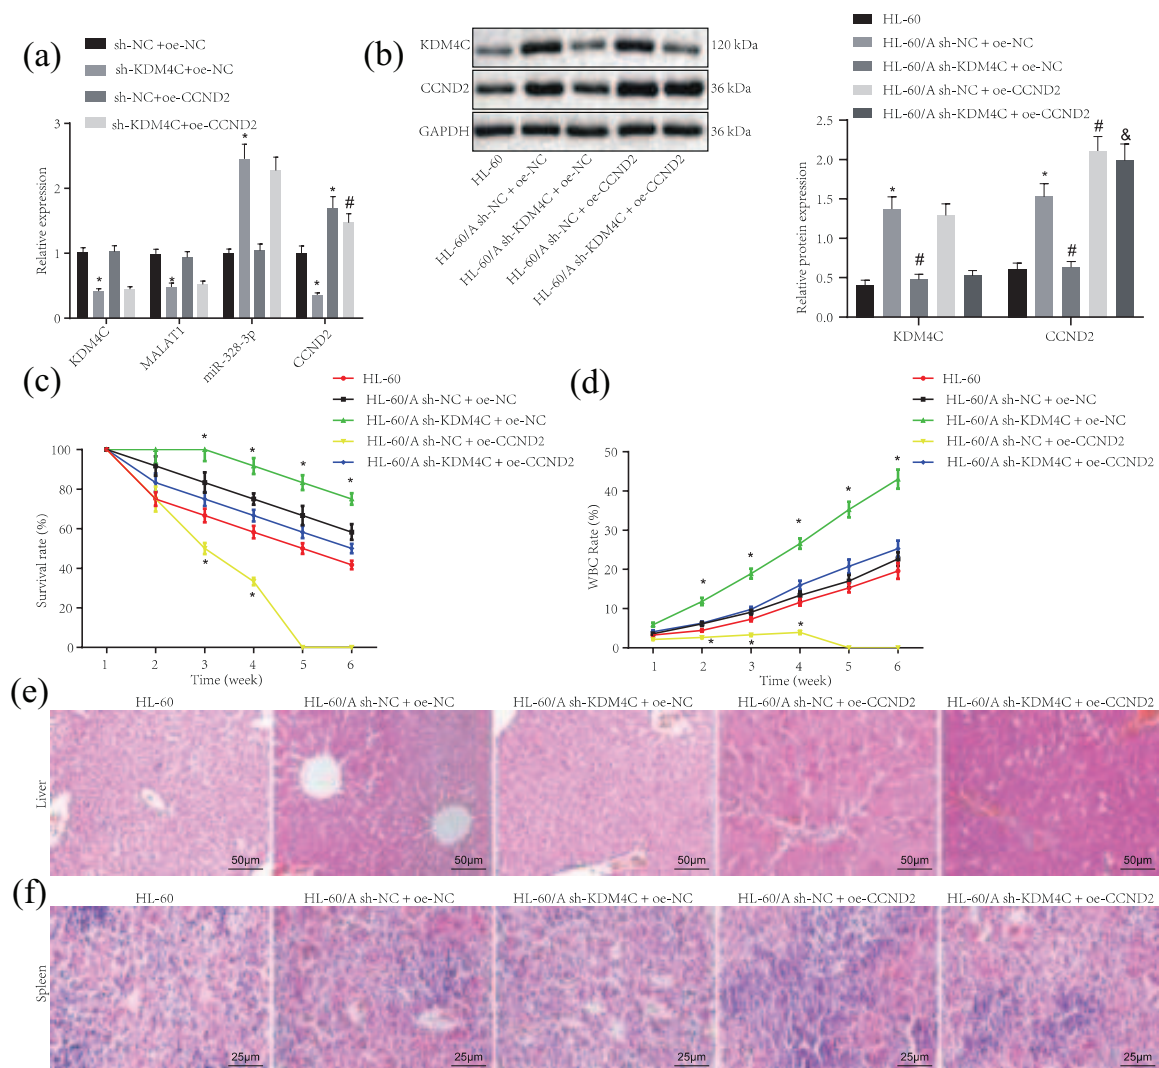 (a)
sh-NC +oe-NC
sh-KDM4C+oe-NC
sh-NC+oe-CCND2
sh-KDM4C+oe-CCND2
Relative expression
3
2
1
0
*
*
*
*
*
#
KDM4C
MALAT1
miR-328-3p
CCND2
(b)
KDM4C
120 kDa
CCND2
36 kDa
GAPDH
36 kDa
HL-60
HL-60/A sh-NC + oe-NC
HL-60/A sh-KDM4C + oe-NC
HL-60/A sh-NC + oe-CCND2
HL-60/A sh-KDM4C + oe-CCND2
HL-60
HL-60/A sh-NC + oe-NC
HL-60/A sh-KDM4C + oe-NC
HL-60/A sh-NC + oe-CCND2
HL-60/A sh-KDM4C + oe-CCND2
Relative protein expression
2.5
2.0
1.5
1.0
0.5
0.0
*
#
*
#
#
&
KDM4C
CCND2
(c)
HL-60
HL-60/A sh-NC + oe-NC
HL-60/A sh-KDM4C + oe-NC
HL-60/A sh-NC + oe-CCND2
HL-60/A sh-KDM4C + oe-CCND2
Survival rate (%)
100
80
60
40
20
0
*
*
*
*
*
*
1 2 3 4 5 6
Time (week)
(d)
HL-60
HL-60/A sh-NC + oe-NC
HL-60/A sh-KDM4C + oe-NC
HL-60/A sh-NC + oe-CCND2
HL-60/A sh-KDM4C + oe-CCND2
WBC Rate (%)
50
40
30
20
10
0
*
*
*
*
*
*
*
*
1 2 3 4 5 6
Time (week)
(e)
HL-60
HL-60/A sh-NC + oe-NC
HL-60/A sh-KDM4C + oe-NC
HL-60/A sh-NC + oe-CCND2
HL-60/A sh-KDM4C + oe-CCND2
Liver
50μm
50μm
50μm
50μm
50μm
(f)
HL-60
HL-60/A sh-NC + oe-NC
HL-60/A sh-KDM4C + oe-NC
HL-60/A sh-NC + oe-CCND2
HL-60/A sh-KDM4C + oe-CCND2
Spleen
25μm
25μm
25μm
25μm
25μm